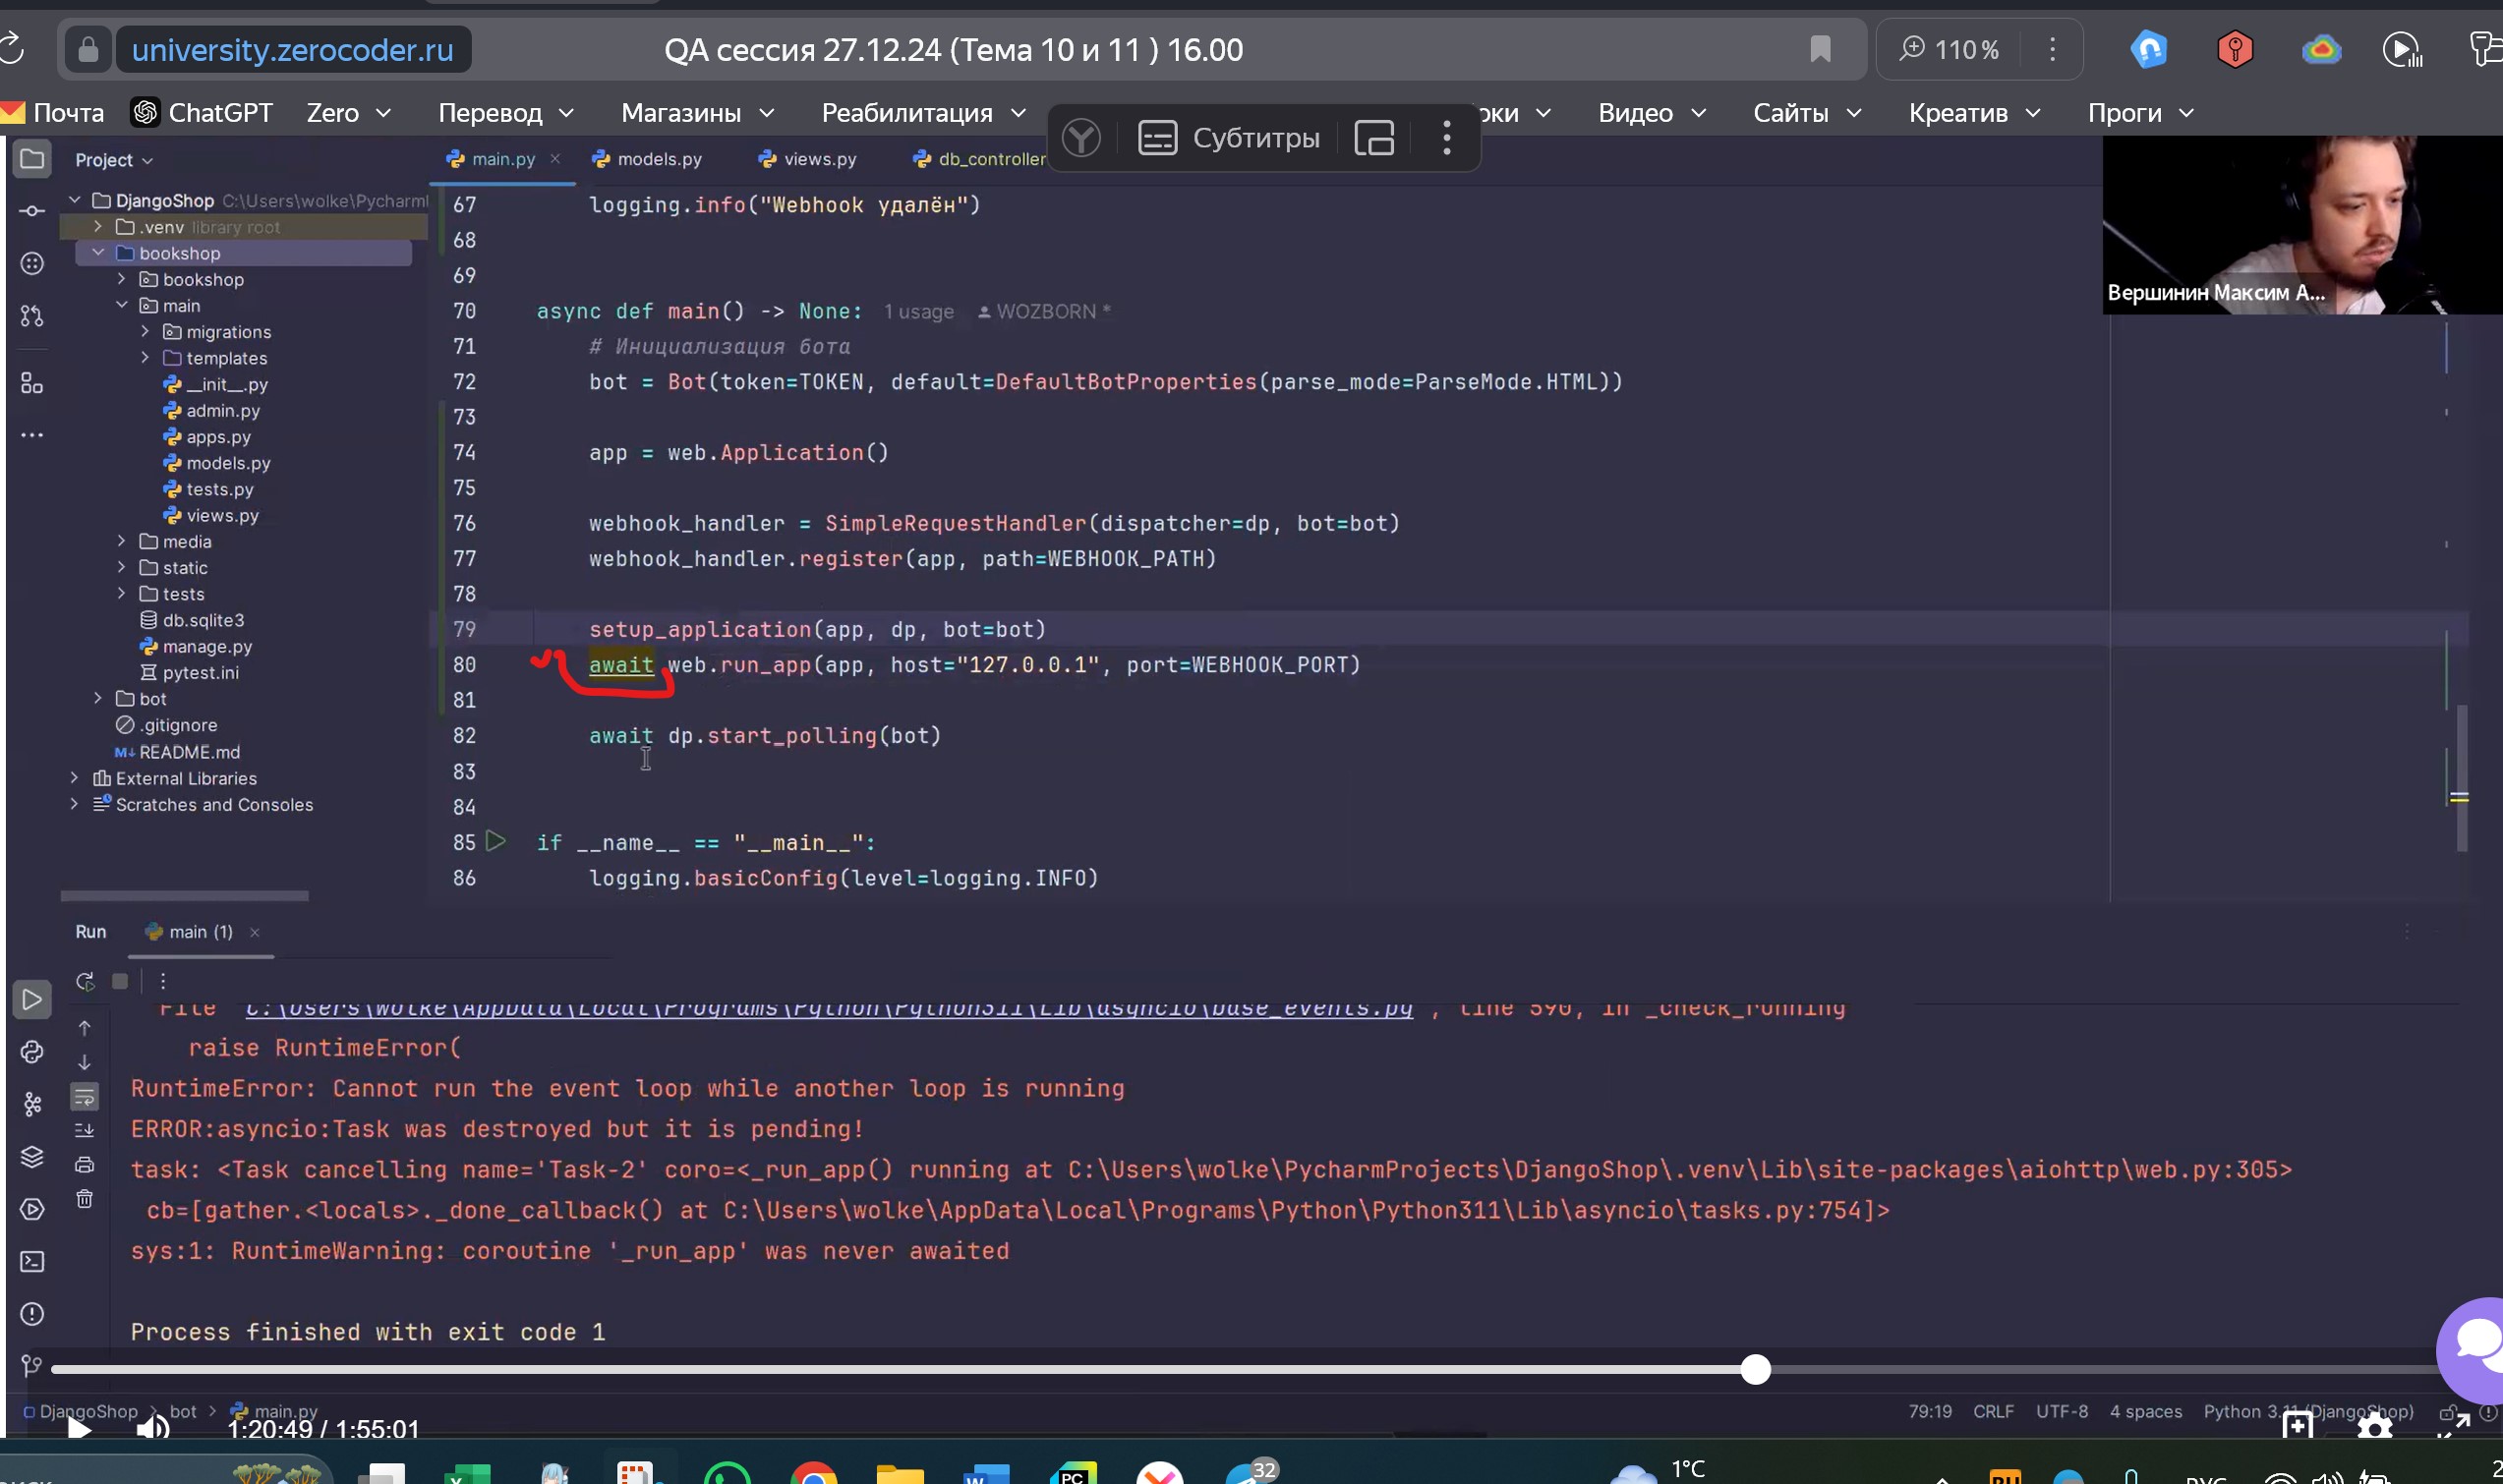 university.zerocoder.ru
QA сессия 27.12.24 (Тема 10 и 11 ) 16.00
110 %
Почта ChatGPT Zero Перевод Магазины Реабилитация оки Видео Сайты Креатив Проги
Субтитры
Project
main.py models.py views.py db_controller
DjangoShop C:\Users\wolke\Pycharm
.venv library root
bookshop
bookshop
main
migrations
templates
__init__.py
admin.py
apps.py
models.py
tests.py
views.py
media
static
tests
db.sqlite3
manage.py
pytest.ini
bot
.gitignore
M↓ README.md
External Libraries
Scratches and Consoles
67 logging.info("Webhook удалён")
68
69
70 async def main() -> None: 1 usage WOZBORN *
71 # Инициализация бота
72 bot = Bot(token=TOKEN, default=DefaultBotProperties(parse_mode=ParseMode.HTML))
73
74 app = web.Application()
75
76 webhook_handler = SimpleRequestHandler(dispatcher=dp, bot=bot)
77 webhook_handler.register(app, path=WEBHOOK_PATH)
78
79 setup_application(app, dp, bot=bot)
80 await web.run_app(app, host="127.0.0.1", port=WEBHOOK_PORT)
81
82 await dp.start_polling(bot)
83
84
85 if __name__ == "__main__":
86 logging.basicConfig(level=logging.INFO)
Вершинин Максим А...
Run main (1)
File "C:\Users\wolke\AppData\Local\Programs\Python\Python311\Lib\asyncio\base_events.py", line 590, in _check_running
raise RuntimeError(
RuntimeError: Cannot run the event loop while another loop is running
ERROR:asyncio:Task was destroyed but it is pending!
task: <Task cancelling name='Task-2' coro=<_run_app() running at C:\Users\wolke\PycharmProjects\DjangoShop\.venv\Lib\site-packages\aiohttp\web.py:305>
cb=[gather.<locals>._done_callback() at C:\Users\wolke\AppData\Local\Programs\Python\Python311\Lib\asyncio\tasks.py:754]>
sys:1: RuntimeWarning: coroutine '_run_app' was never awaited
Process finished with exit code 1
DjangoShop > bot > main.py
79:19 CRLF UTF-8 4 spaces Python 3.11 (DjangoShop)
1:20:49 / 1:55:01
PC
32
1°C